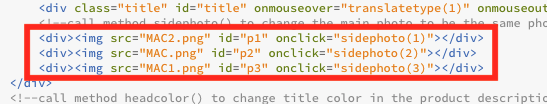 <div class="title" id="title" onmouseover="translatetype(1)" onmouseout
<!--call method sidephoto() to change the main photo to be the same pho
<div><img src="MAC2.png" id="p1" onclick="sidephoto(1)"></div>
<div><img src="MAC.png" id="p2" onclick="sidephoto(2)"></div>
<div><img src="MAC1.png" id="p3" onclick="sidephoto(3)"></div>
</div>
<!--call method headcolor() to change title color in the product descripti